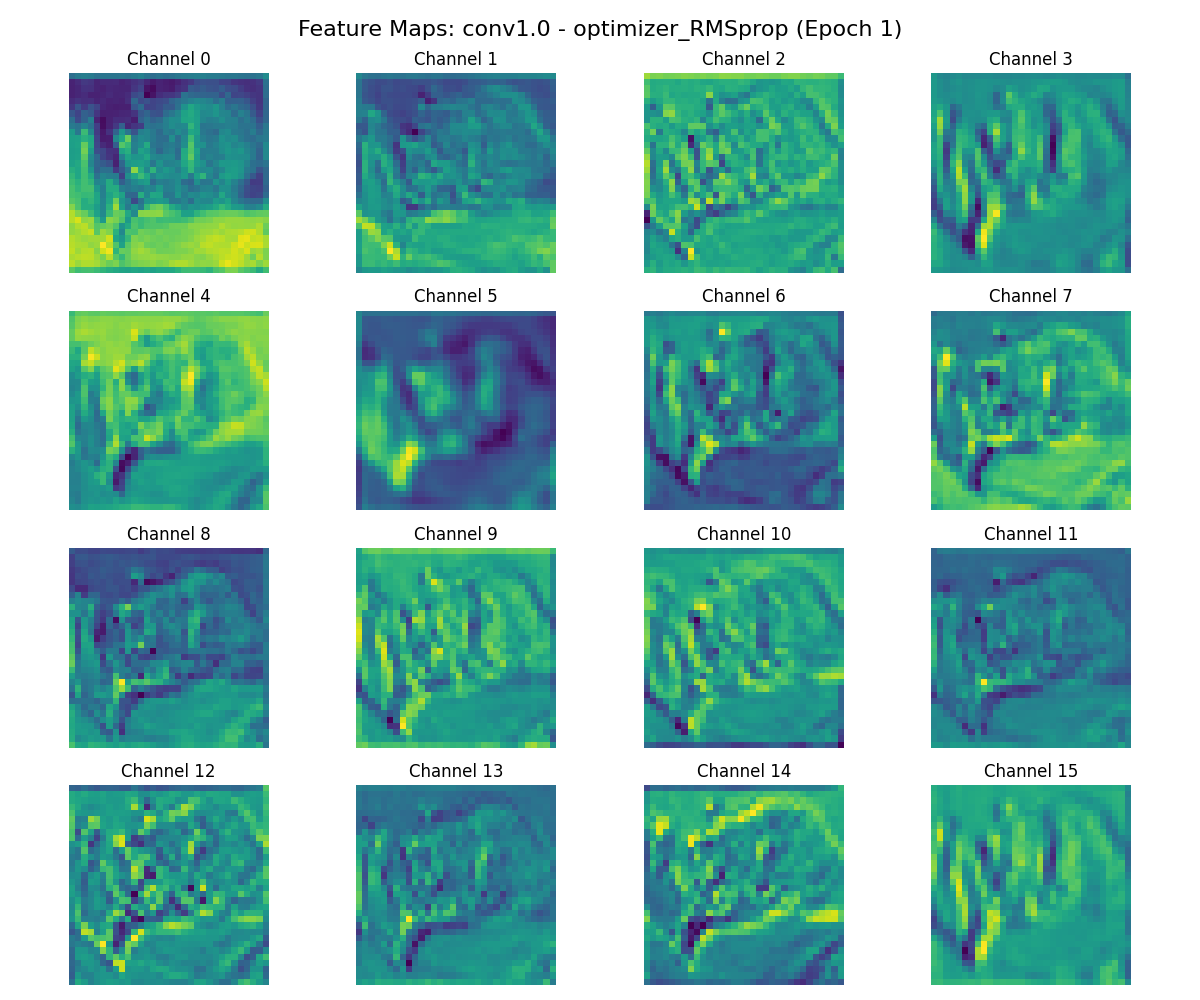 Feature Maps: conv1.0 - optimizer_RMSprop (Epoch 1)
Channel 0
Channel 1
Channel 2
Channel 3
Channel 4
Channel 5
Channel 6
Channel 7
Channel 8
Channel 9
Channel 10
Channel 11
Channel 12
Channel 13
Channel 14
Channel 15